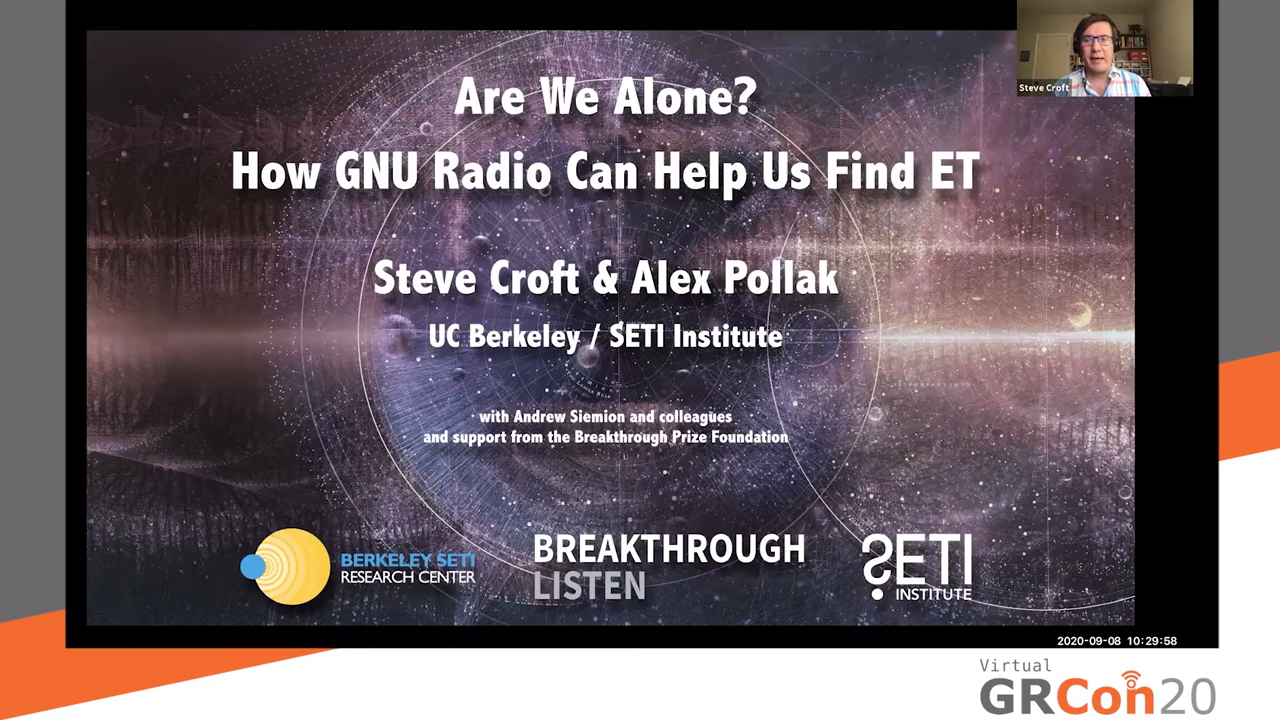 Are We Alone?
How GNU Radio Can Help Us Find ET
Steve Croft & Alex Pollak
UC Berkeley / SETI Institute
with Andrew Siemion and colleagues
and support from the Breakthrough Prize Foundation
BERKELEY SETI
RESEARCH CENTER
BREAKTHROUGH
LISTEN
SETI
INSTITUTE
Steve Croft
2020-09-08 10:29:58
Virtual
GRCon20